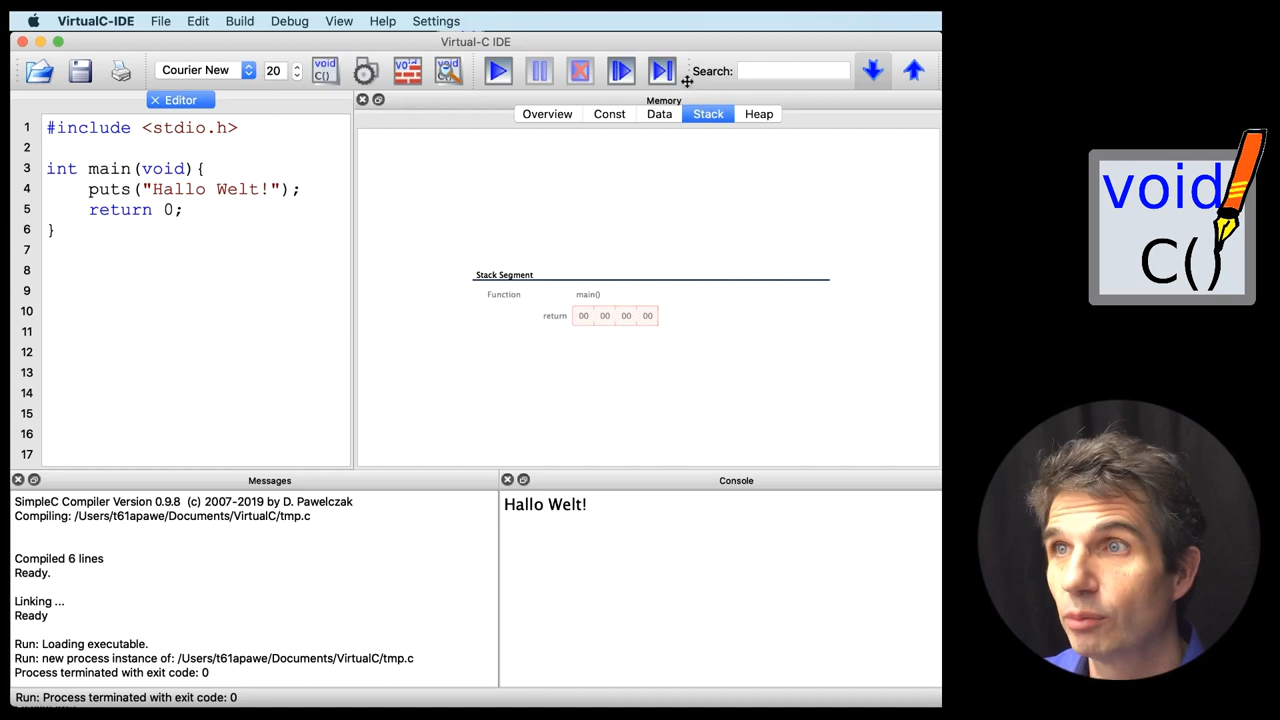 VirtualC-IDE File Edit Build Debug View Help Settings
Virtual-C IDE
Courier New 20 void C() void Search:
Editor
Memory
Overview Const Data Stack Heap
1 #include <stdio.h>
2
3 int main(void){
4 puts("Hallo Welt!");
5 return 0;
6 }
7
8
9
10
11
12
13
14
15
16
17
Stack Segment
Function main()
return 00 00 00 00
void
C()
Messages
SimpleC Compiler Version 0.9.8 (c) 2007-2019 by D. Pawelczak
Compiling: /Users/t61apawe/Documents/VirtualC/tmp.c
Compiled 6 lines
Ready.
Linking ...
Ready
Run: Loading executable.
Run: new process instance of: /Users/t61apawe/Documents/VirtualC/tmp.c
Process terminated with exit code: 0
Console
Hallo Welt!
Run: Process terminated with exit code: 0